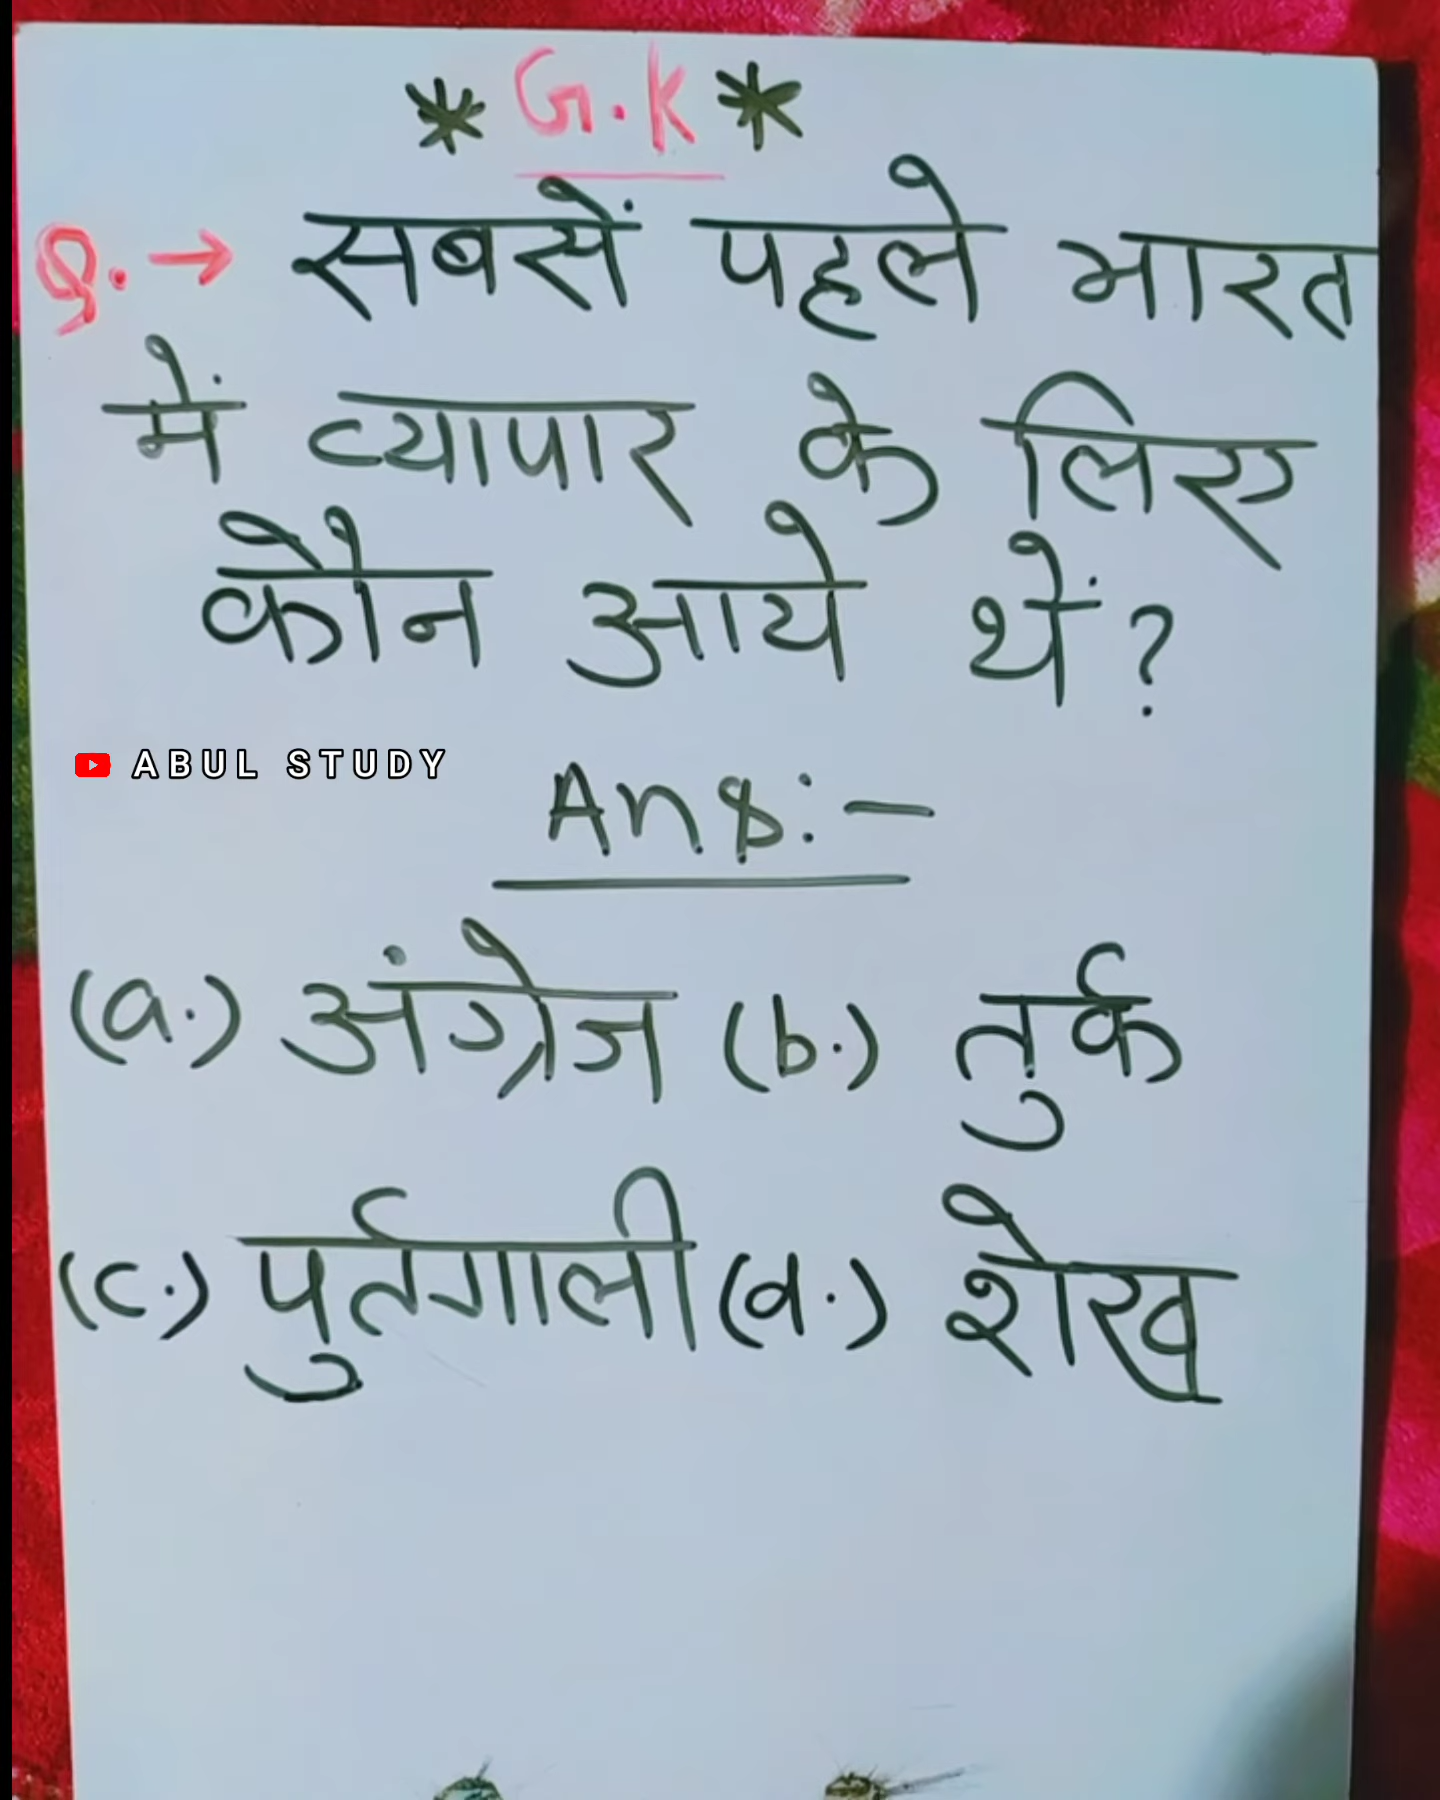 * G.K *
Q. → सबसें पहले भारत
में व्यापार के लिए
कौन आये थें?
ABUL STUDY
Ans:-
(a.) अंग्रेज (b.) तुर्क
(c.) पुर्तगाली (d.) शेख